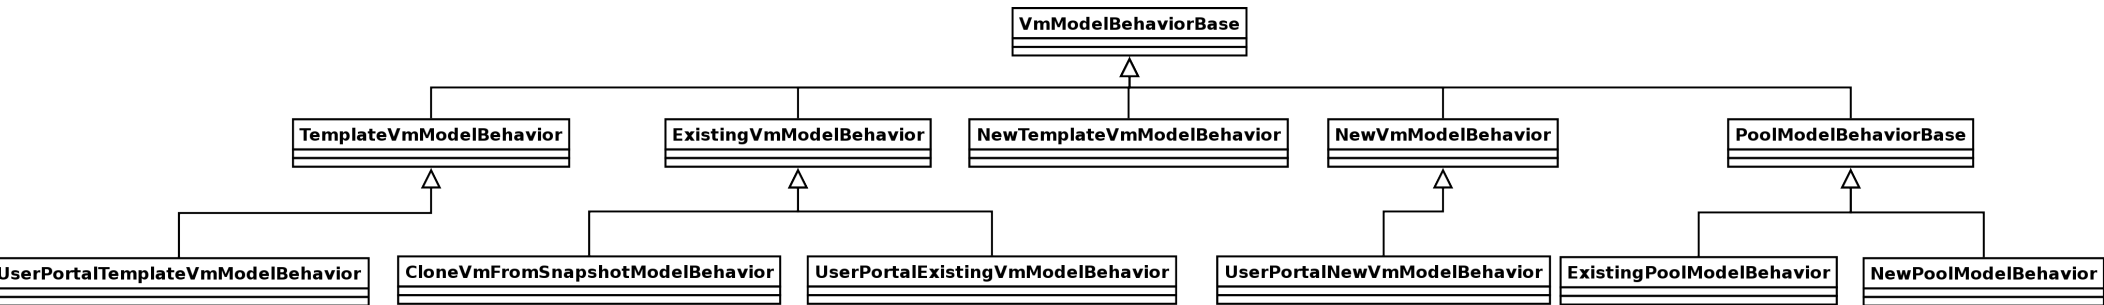 VmModelBehaviorBase
TemplateVmModelBehavior
ExistingVmModelBehavior
NewTemplateVmModelBehavior
NewVmModelBehavior
PoolModelBehaviorBase
UserPortalTemplateVmModelBehavior
CloneVmFromSnapshotModelBehavior
UserPortalExistingVmModelBehavior
UserPortalNewVmModelBehavior
ExistingPoolModelBehavior
NewPoolModelBehavior